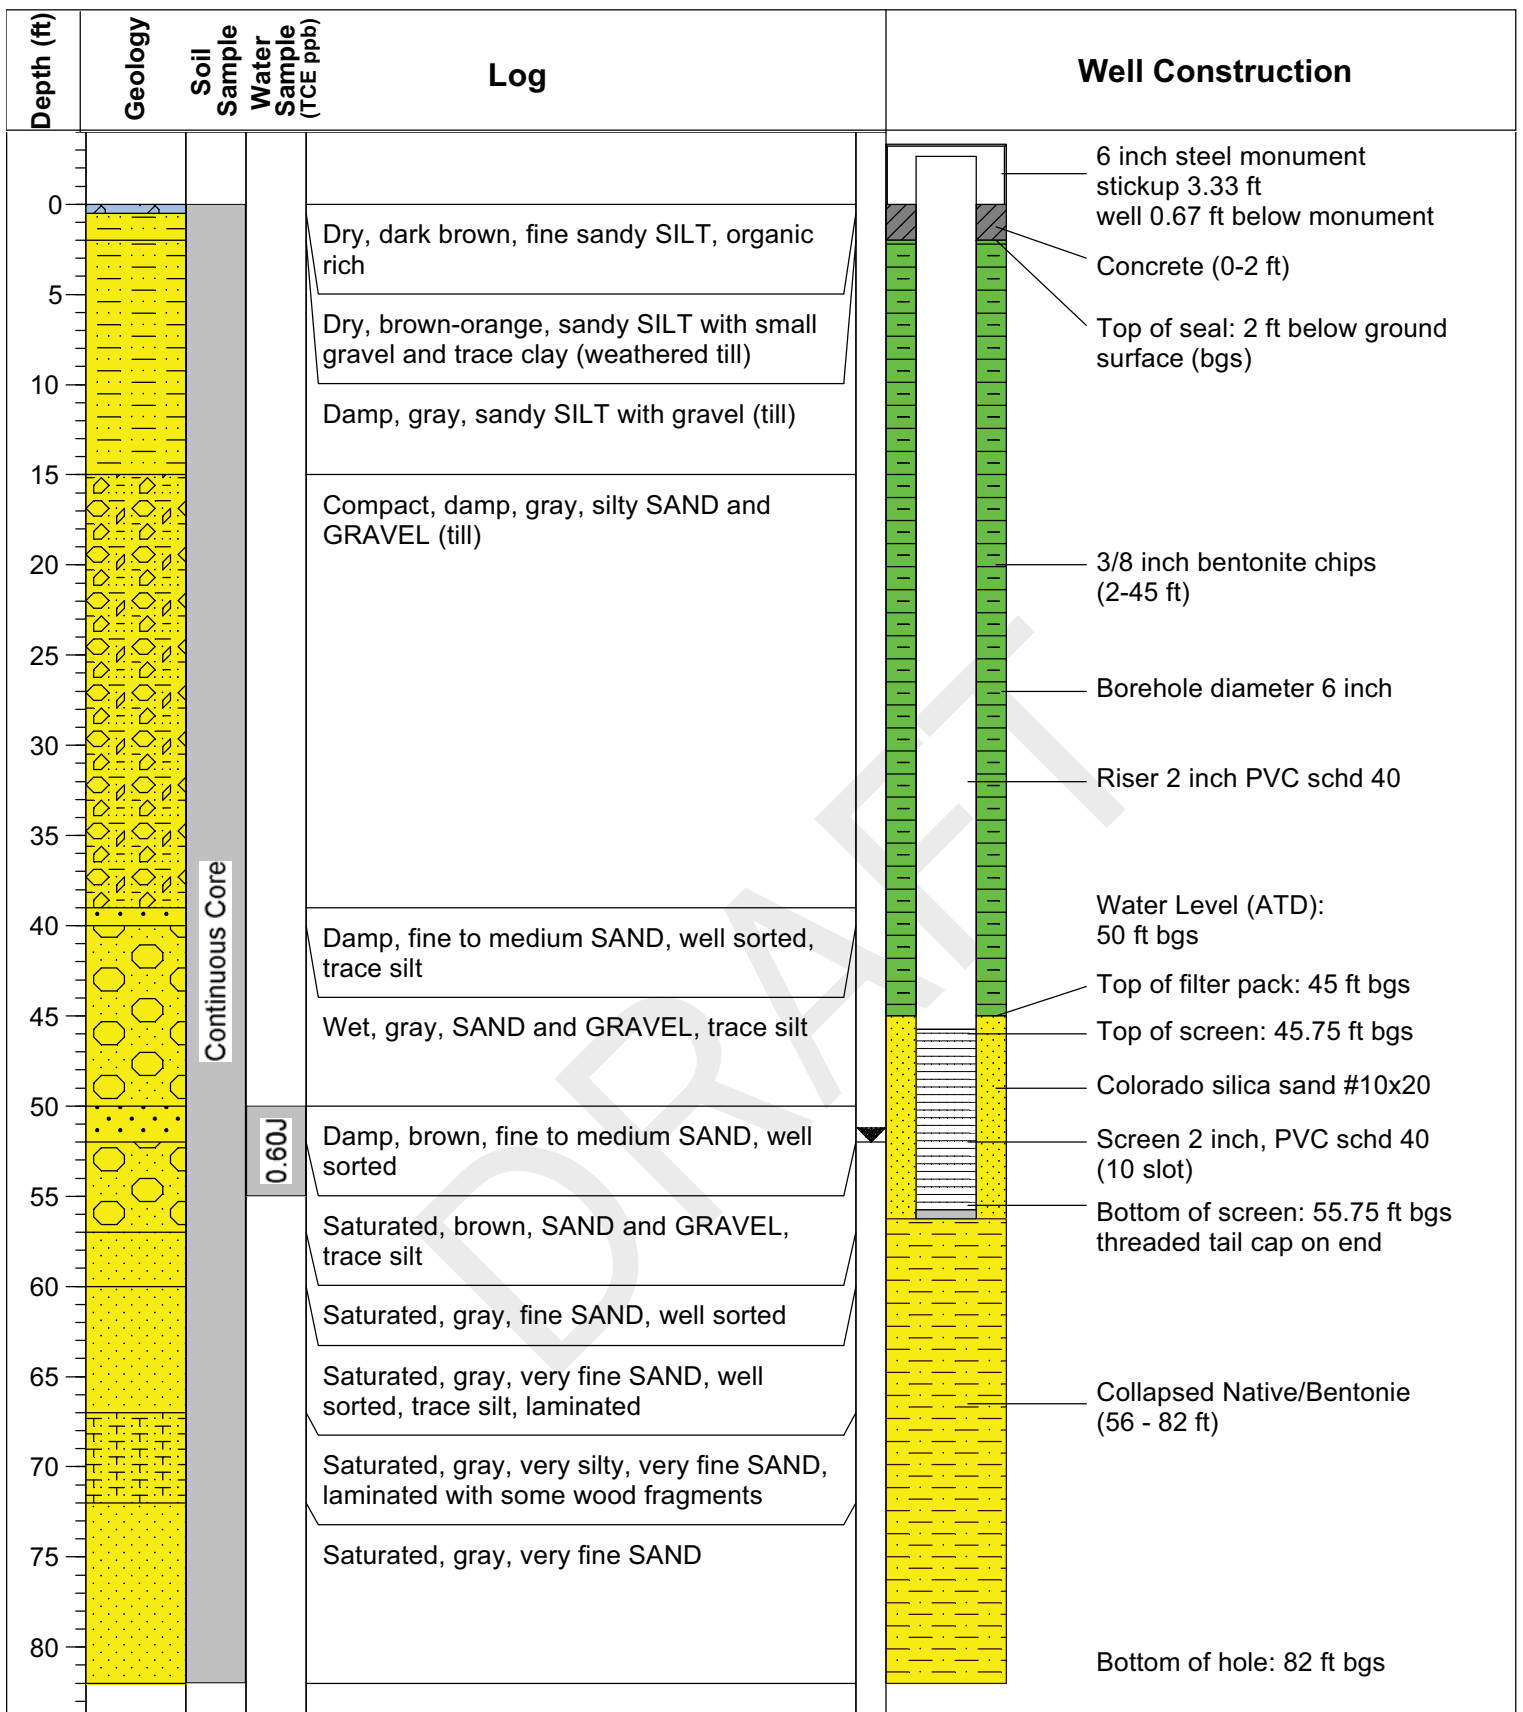 Depth (ft)
Geology
Soil
Sample
Water
Sample
(TCE ppb)
Log
Well Construction
0
5
10
15
20
25
30
35
40
45
50
55
60
65
70
75
80
Continuous Core
0.60J
Dry, dark brown, fine sandy SILT, organic
rich
Dry, brown-orange, sandy SILT with small
gravel and trace clay (weathered till)
Damp, gray, sandy SILT with gravel (till)
Compact, damp, gray, silty SAND and
GRAVEL (till)
Damp, fine to medium SAND, well sorted,
trace silt
Wet, gray, SAND and GRAVEL, trace silt
Damp, brown, fine to medium SAND, well
sorted
Saturated, brown, SAND and GRAVEL,
trace silt
Saturated, gray, fine SAND, well sorted
Saturated, gray, very fine SAND, well
sorted, trace silt, laminated
Saturated, gray, very silty, very fine SAND,
laminated with some wood fragments
Saturated, gray, very fine SAND
6 inch steel monument
stickup 3.33 ft
well 0.67 ft below monument
Concrete (0-2 ft)
Top of seal: 2 ft below ground
surface (bgs)
3/8 inch bentonite chips
(2-45 ft)
Borehole diameter 6 inch
Riser 2 inch PVC schd 40
Water Level (ATD):
50 ft bgs
Top of filter pack: 45 ft bgs
Top of screen: 45.75 ft bgs
Colorado silica sand #10x20
Screen 2 inch, PVC schd 40
(10 slot)
Bottom of screen: 55.75 ft bgs
threaded tail cap on end
Collapsed Native/Bentonie
(56 - 82 ft)
Bottom of hole: 82 ft bgs
DRAFT